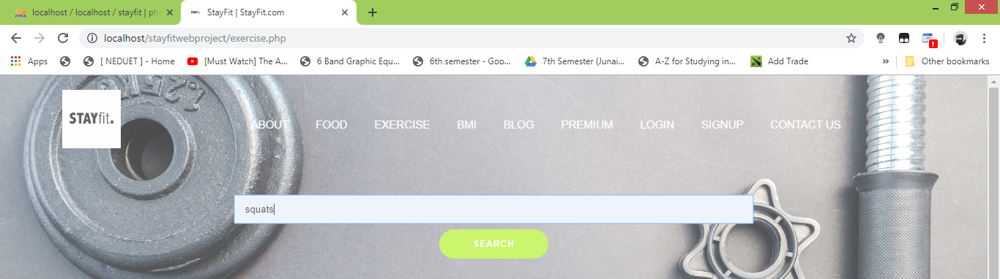 PMA localhost / localhost / stayfit | ph
STAYfit. StayFit | StayFit.com
localhost/stayfitwebproject/exercise.php
Apps [ NEDUET ] - Home [Must Watch] The A... 6 Band Graphic Equ... 6th semester - Goo... 7th Semester (Junai... A-Z for Studying in... Add Trade » Other bookmarks
STAYfit.
ABOUT FOOD EXERCISE BMI BLOG PREMIUM LOGIN SIGNUP CONTACT US
squats
SEARCH